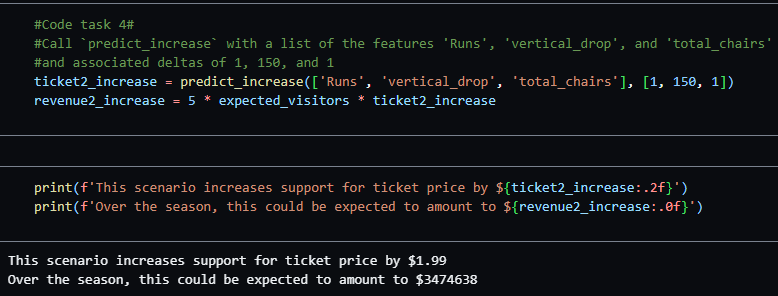 #Code task 4#
#Call `predict_increase` with a list of the features 'Runs', 'vertical_drop', and 'total_chairs'
#and associated deltas of 1, 150, and 1
ticket2_increase = predict_increase(['Runs', 'vertical_drop', 'total_chairs'], [1, 150, 1])
revenue2_increase = 5 * expected_visitors * ticket2_increase
print(f'This scenario increases support for ticket price by ${ticket2_increase:.2f}')
print(f'Over the season, this could be expected to amount to ${revenue2_increase:.0f}')
This scenario increases support for ticket price by $1.99
Over the season, this could be expected to amount to $3474638